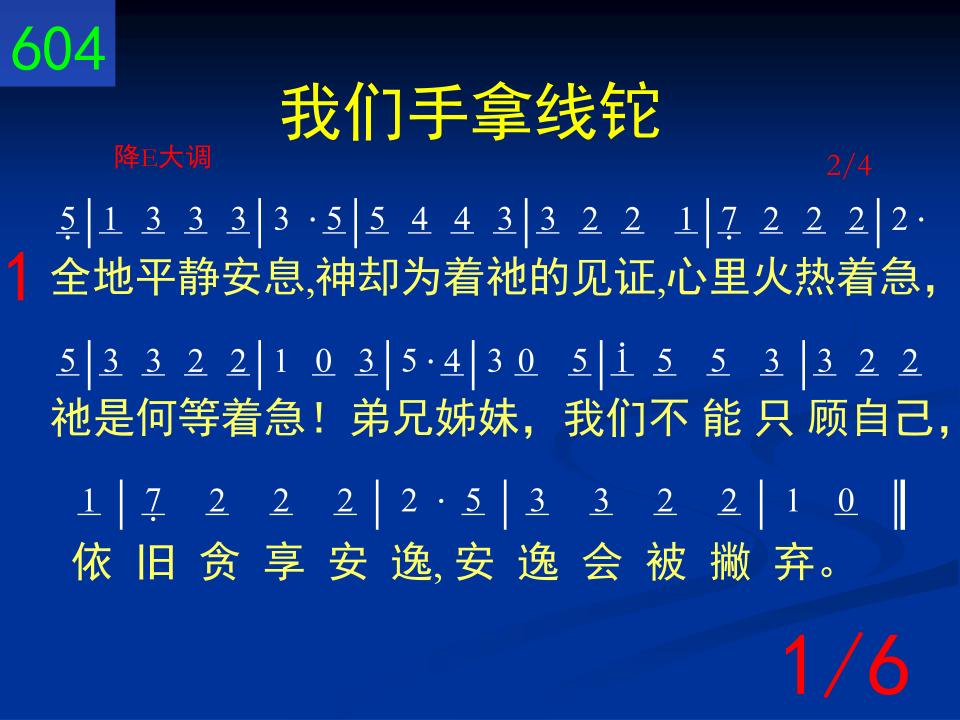 604
我们手拿线铊
降E大调
2/4
5̣|1 3 3 3|3 · 5|5 4 4 3|3 2 2 1|7̣ 2 2 2|2 ·
1
全地平静安息,神却为着祂的见证,心里火热着急，
5|3 3 2 2|1 0 3|5 · 4|3 0 5|1̇ 5 5 3|3 2 2
祂是何等着急！弟兄姊妹，我们不 能 只 顾自己，
1|7̣ 2 2 2|2 · 5|3 3 2 2|1 0‖
依 旧 贪 享 安 逸, 安 逸 会 被 撇 弃。
1/6